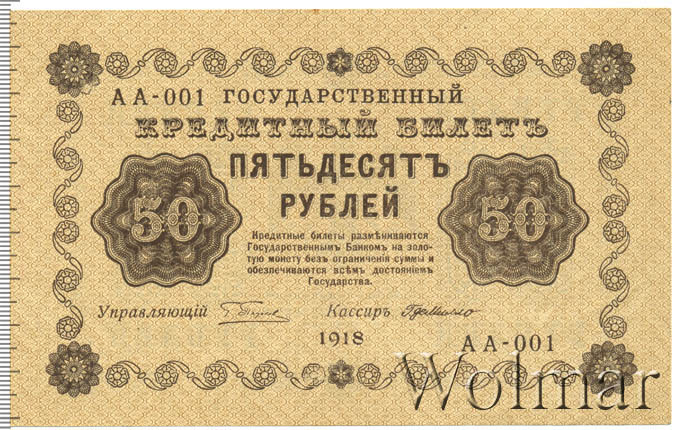 АА-001 ГОСУДАРСТВЕННЫЙ
КРЕДИТНЫЙ БИЛЕТЪ
ПЯТЬДЕСЯТЪ
РУБЛЕЙ
50
50
Кредитные билеты размѣниваются
Государственнымъ Банкомъ на золо-
тую монету безъ ограниченія суммы и
обезпечиваются всѣмъ достояніемъ
Государства.
Управляющій
Кассиръ
1918
АА-001
Wolmar